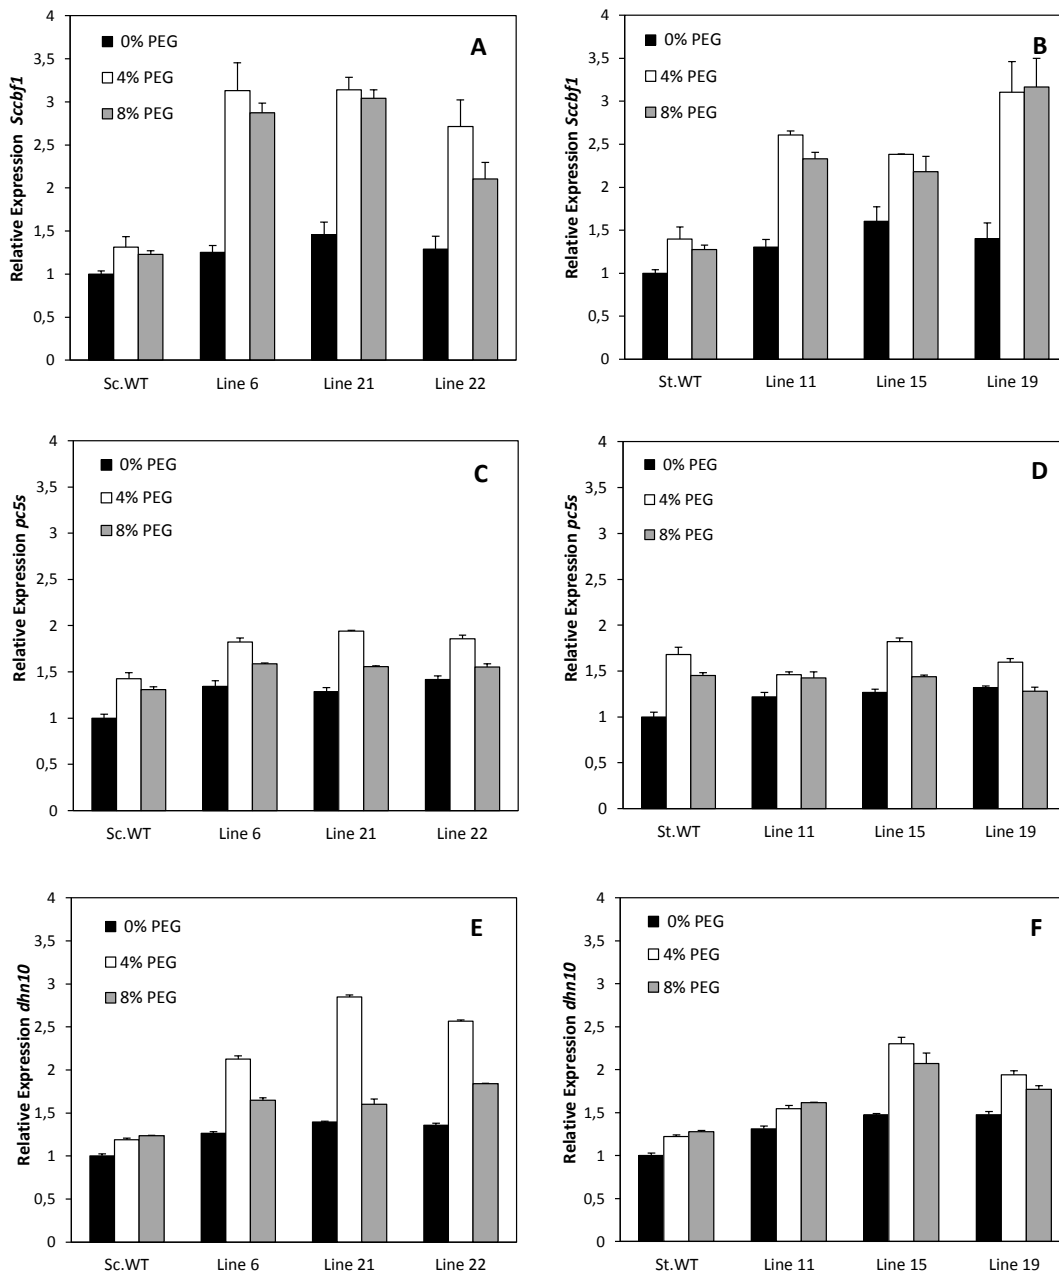 A
Relative Expression Sccbf1
4
3,5
3
2,5
2
1,5
1
0,5
0
0% PEG
4% PEG
8% PEG
Sc.WT Line 6 Line 21 Line 22
B
Relative Expression Sccbf1
4
3,5
3
2,5
2
1,5
1
0,5
0
0% PEG
4% PEG
8% PEG
St.WT Line 11 Line 15 Line 19
C
Relative Expression pc5s
4
3,5
3
2,5
2
1,5
1
0,5
0
0% PEG
4% PEG
8% PEG
Sc.WT Line 6 Line 21 Line 22
D
Relative Expression pc5s
4
3,5
3
2,5
2
1,5
1
0,5
0
0% PEG
4% PEG
8% PEG
St.WT Line 11 Line 15 Line 19
E
Relative Expression dhn10
4
3,5
3
2,5
2
1,5
1
0,5
0
0% PEG
4% PEG
8% PEG
Sc.WT Line 6 Line 21 Line 22
F
Relative Expression dhn10
4
3,5
3
2,5
2
1,5
1
0,5
0
0% PEG
4% PEG
8% PEG
St.WT Line 11 Line 15 Line 19